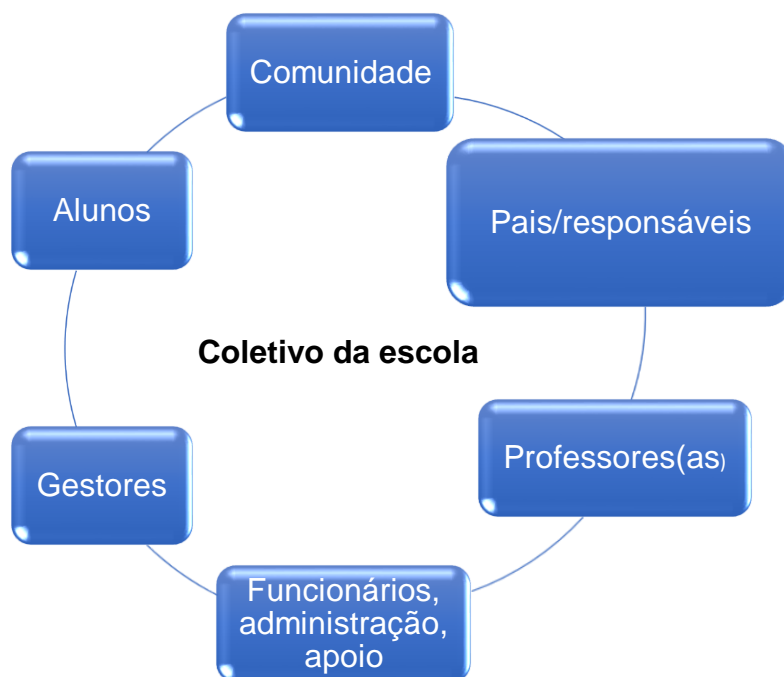 Comunidade
Pais/responsáveis
Alunos
Coletivo da escola
Professores(as)
Gestores
Funcionários,
administração,
apoio